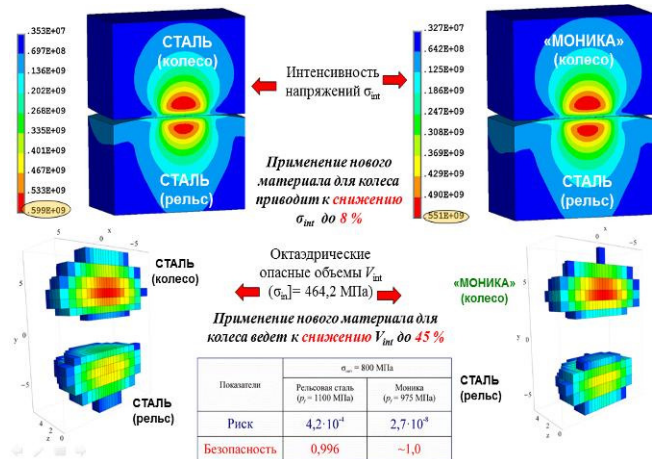 .353E+07
.697E+08
.136E+09
.202E+09
.268E+09
.335E+09
.401E+09
.467E+09
.533E+09
.599E+09
СТАЛЬ
(колесо)
СТАЛЬ
(рельс)
Интенсивность
напряжений σint
Применение нового
материала для колеса
приводит к снижению
σint до 8 %
.327E+07
.642E+08
.125E+09
.186E+09
.247E+09
.308E+09
.369E+09
.429E+09
.490E+09
551E+09
«МОНИКА»
(колесо)
СТАЛЬ
(рельс)
СТАЛЬ
(колесо)
СТАЛЬ
(рельс)
Октаэдрические
опасные объемы Vint
(σin]= 464,2 МПа)
Применение нового материала для
колеса ведет к снижению Vint до 45 %
«МОНИКА»
(колесо)
СТАЛЬ
(рельс)
Показатели
= 800 МПа
Рельсовая сталь
= 1100 МПа)
Моника
= 975 МПа)
Риск 4,2·10-4 2,7·10-8
Безопасность 0,996 ~1,0